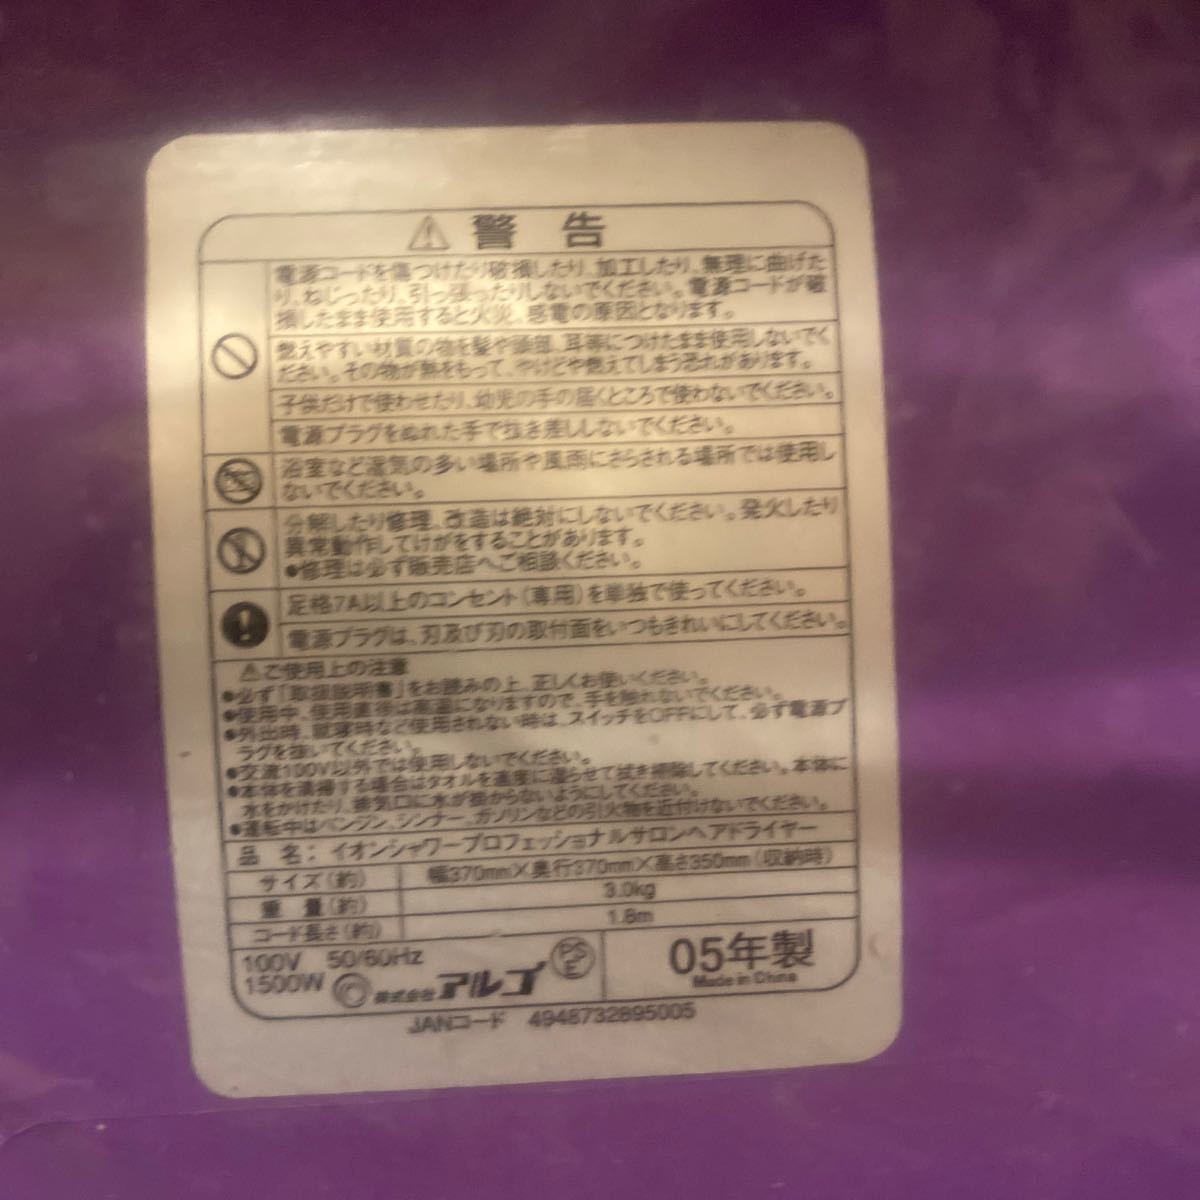 ⚠警告
電源コードを傷つけたり破損したり、加工したり、無理に曲げた
り、ねじったり、引っ張ったりしないでください。電源コードが破
損したまま使用すると火災、感電の原因となります。
燃えやすい材質の物を髪や頭部、耳等につけたまま使用しないでく
ださい。その物が熱をもって、やけどや燃えてしまう恐れがあります。
子供だけで使わせたり、幼児の手の届くところで使わないでください。
電源プラグをぬれた手で抜き差ししないでください。
浴室など湿気の多い場所や風雨にさらされる場所では使用し
ないでください。
分解したり修理、改造は絶対にしないでください。発火したり
異常動作してけがをすることがあります。
●修理は必ず販売店へご相談ください。
定格7A以上のコンセント(専用)を単独で使ってください。
電源プラグは、刃及び刃の取付面をいつもきれいにしてください。
⚠ご使用上の注意
●必ず「取扱説明書」をお読みの上、正しくお使いください。
●使用中、使用直後は高温になりますので、手を触れないでください。
●外出時、就寝時など使用されない時は、スイッチをOFFにして、必ず電源プ
ラグを抜いてください。
●交流100V以外では使用しないでください。
●本体を清掃する場合はタオルを適度に湿らせて拭き掃除してください。本体に
水をかけたり、排気口に水が掛からないようにしてください。
●運転中はベンジン、シンナー、ガソリンなどの引火物を近付けないでください。
品名:イオンシャワープロフェッショナルサロンヘアドライヤー
サイズ(約) 幅370mm×奥行370mm×高さ350mm(収納時)
重量(約) 3.0kg
コード長さ(約) 1.8m
100V 50/60Hz
1500W 株式会社アルゴ PSE
05年製
Made in China
JANコード 4948732895005